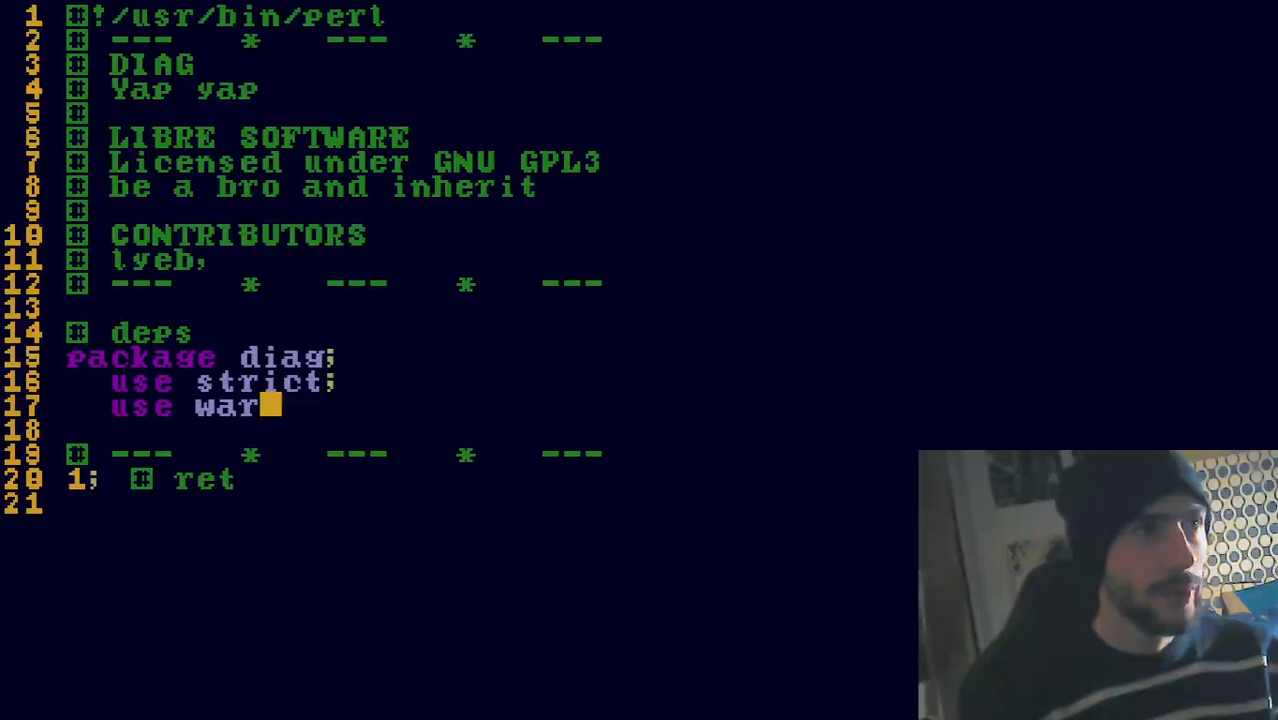 1 #!/usr/bin/perl
2 # --- * --- * ---
3 # DIAG
4 # Yap yap
5 #
6 # LIBRE SOFTWARE
7 # Licensed under GNU GPL3
8 # be a bro and inherit
9 #
10 # CONTRIBUTORS
11 # lyeb,
12 # --- * --- * ---
13
14 # deps
15 package diag;
16 use strict;
17 use war
18
19 # --- * --- * ---
20 1; # ret
21